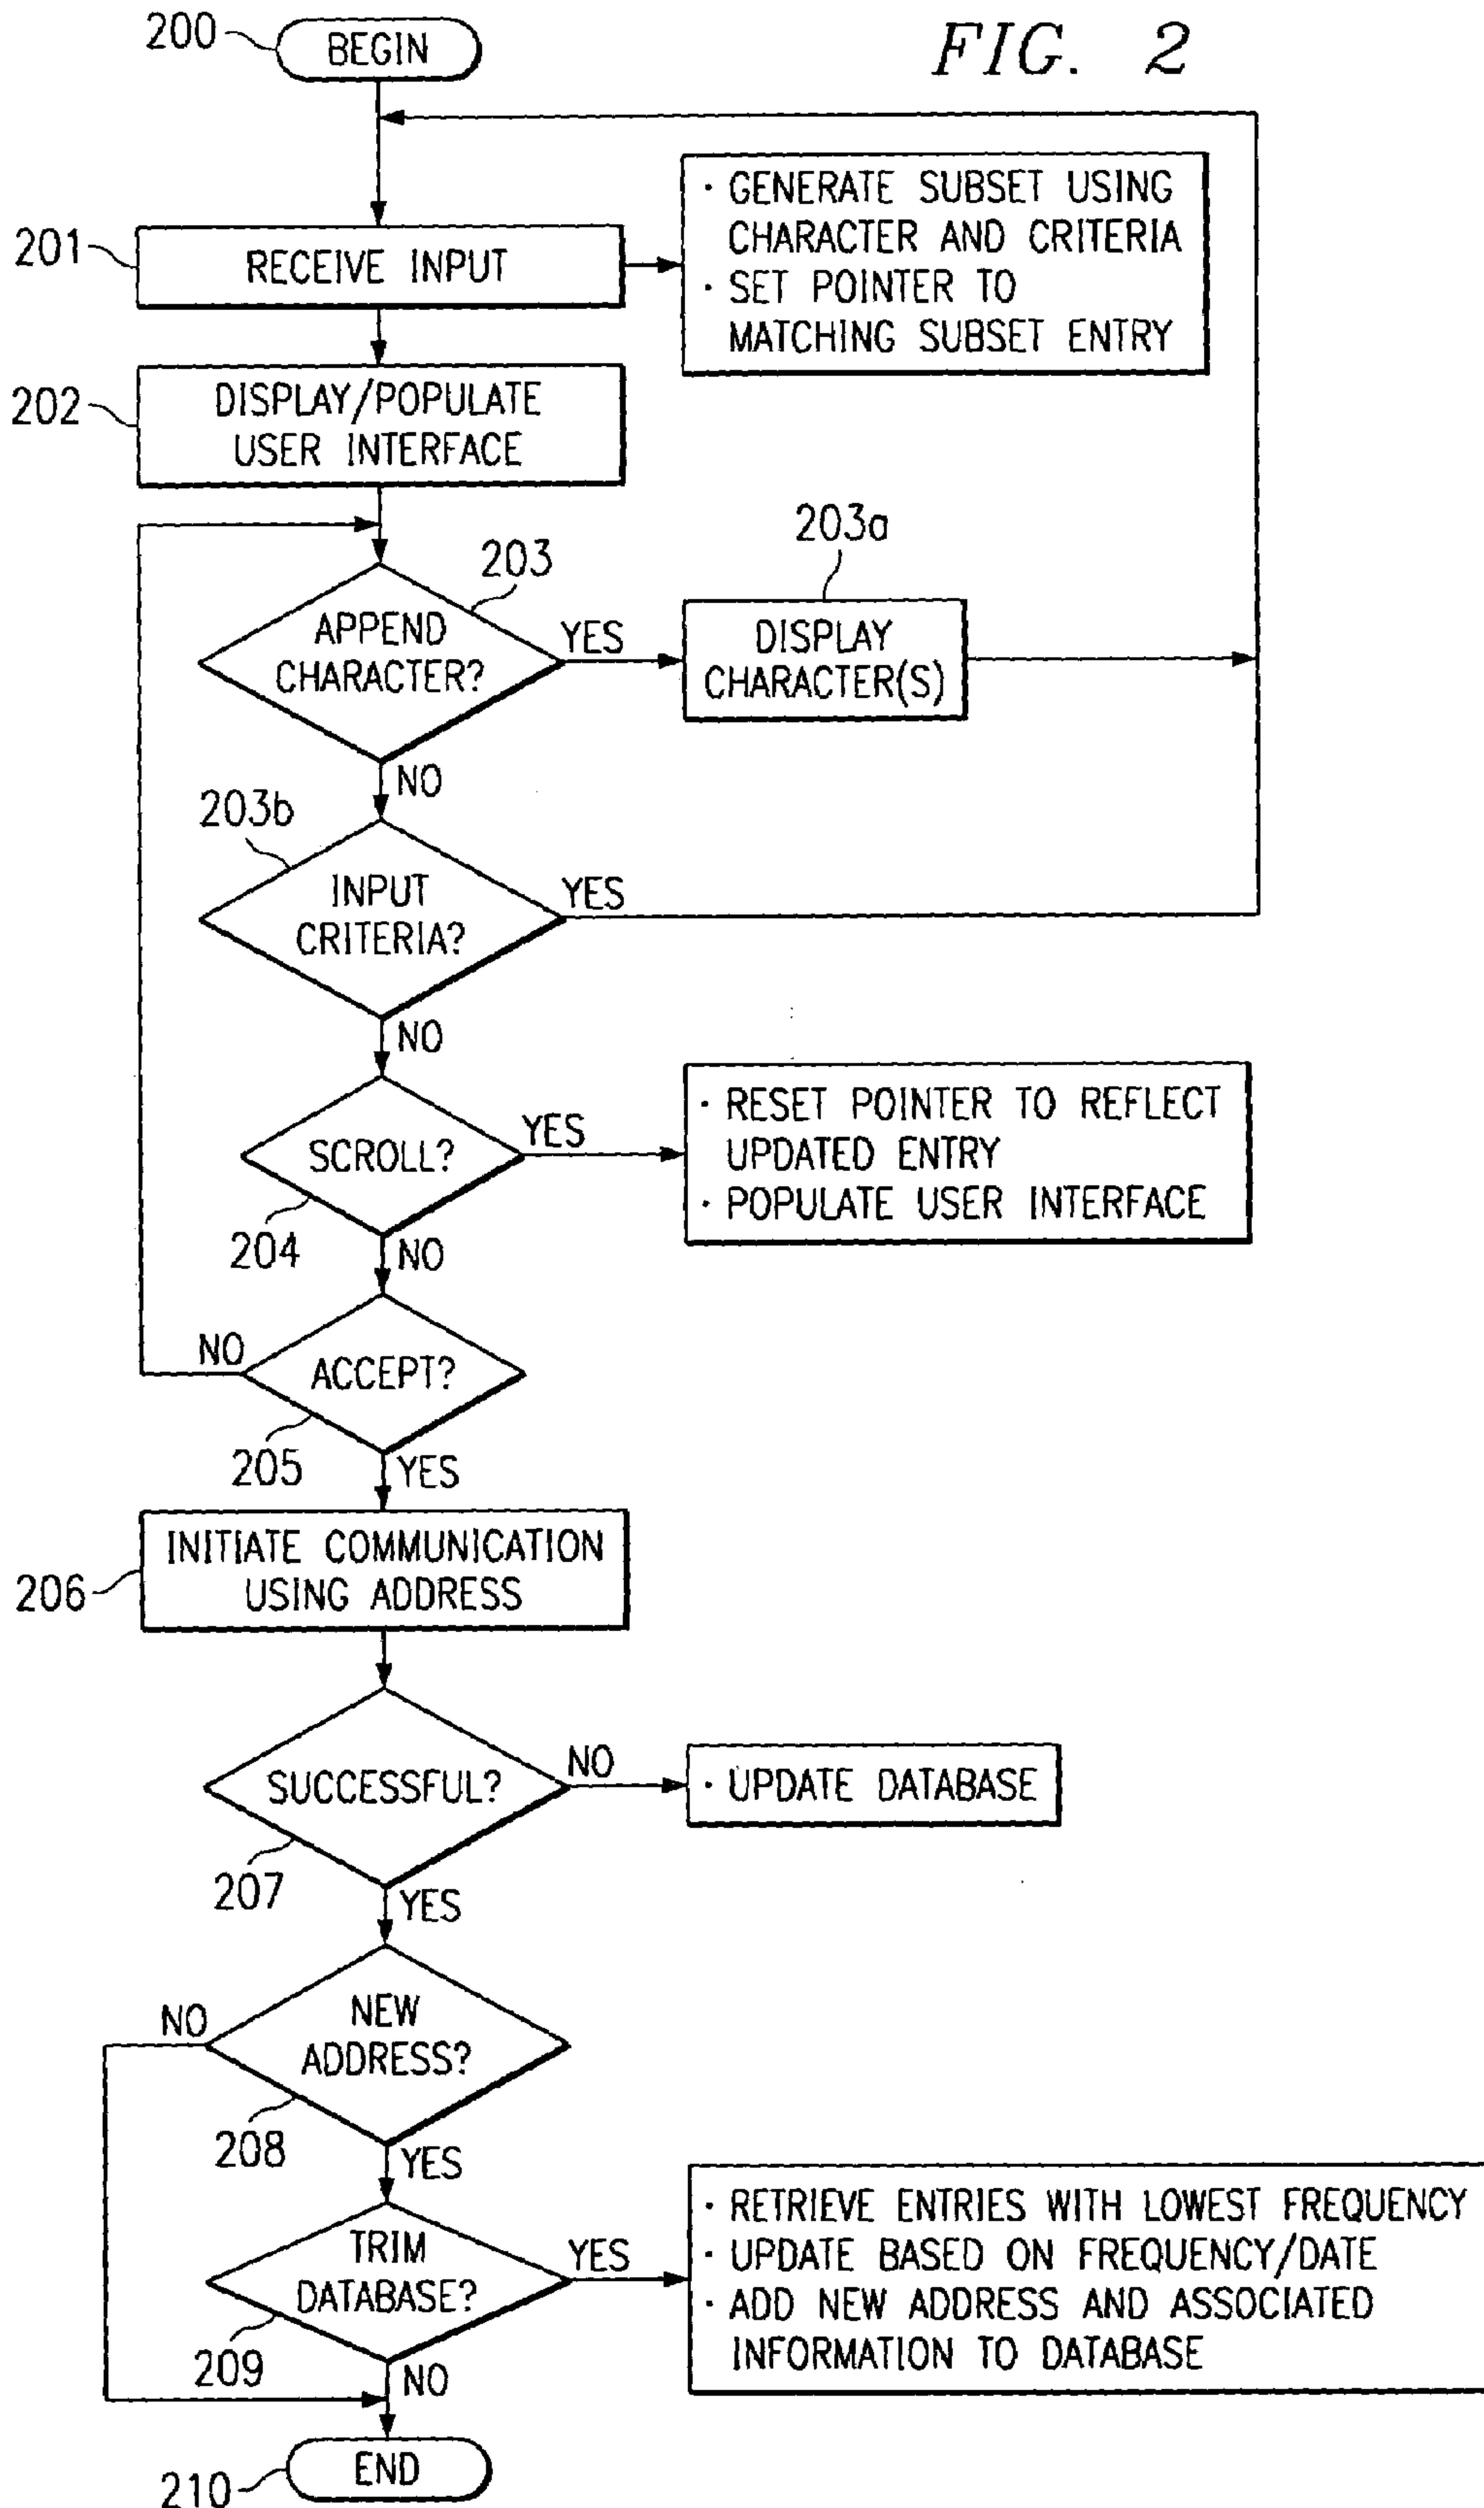 FIG. 2
200
BEGIN
201
RECEIVE INPUT
· GENERATE SUBSET USING
CHARACTER AND CRITERIA
· SET POINTER TO
MATCHING SUBSET ENTRY
202
DISPLAY/POPULATE
USER INTERFACE
203
APPEND
CHARACTER?
YES
203a
DISPLAY
CHARACTER(S)
NO
203b
INPUT
CRITERIA?
YES
NO
SCROLL?
204
YES
· RESET POINTER TO REFLECT
UPDATED ENTRY
· POPULATE USER INTERFACE
NO
NO
ACCEPT?
205
YES
206
INITIATE COMMUNICATION
USING ADDRESS
SUCCESSFUL?
207
NO
· UPDATE DATABASE
YES
NO
NEW
ADDRESS?
208
YES
TRIM
DATABASE?
209
YES
· RETRIEVE ENTRIES WITH LOWEST FREQUENCY
· UPDATE BASED ON FREQUENCY/DATE
· ADD NEW ADDRESS AND ASSOCIATED
INFORMATION TO DATABASE
NO
END
210